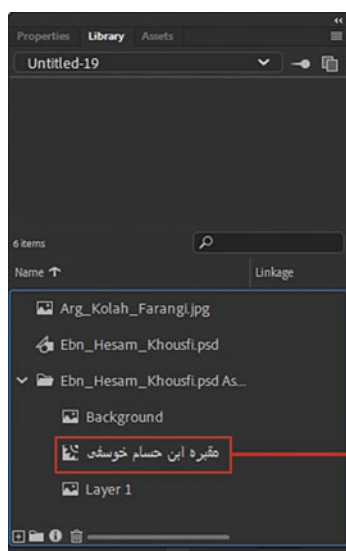 Properties Library Assets
Untitled-19
6 items
Name Linkage
Arg_Kolah_Farangi.jpg
Ebn_Hesam_Khousfi.psd
Ebn_Hesam_Khousfi.psd As...
Background
مقبره ابن حسام خوسفی
Layer 1